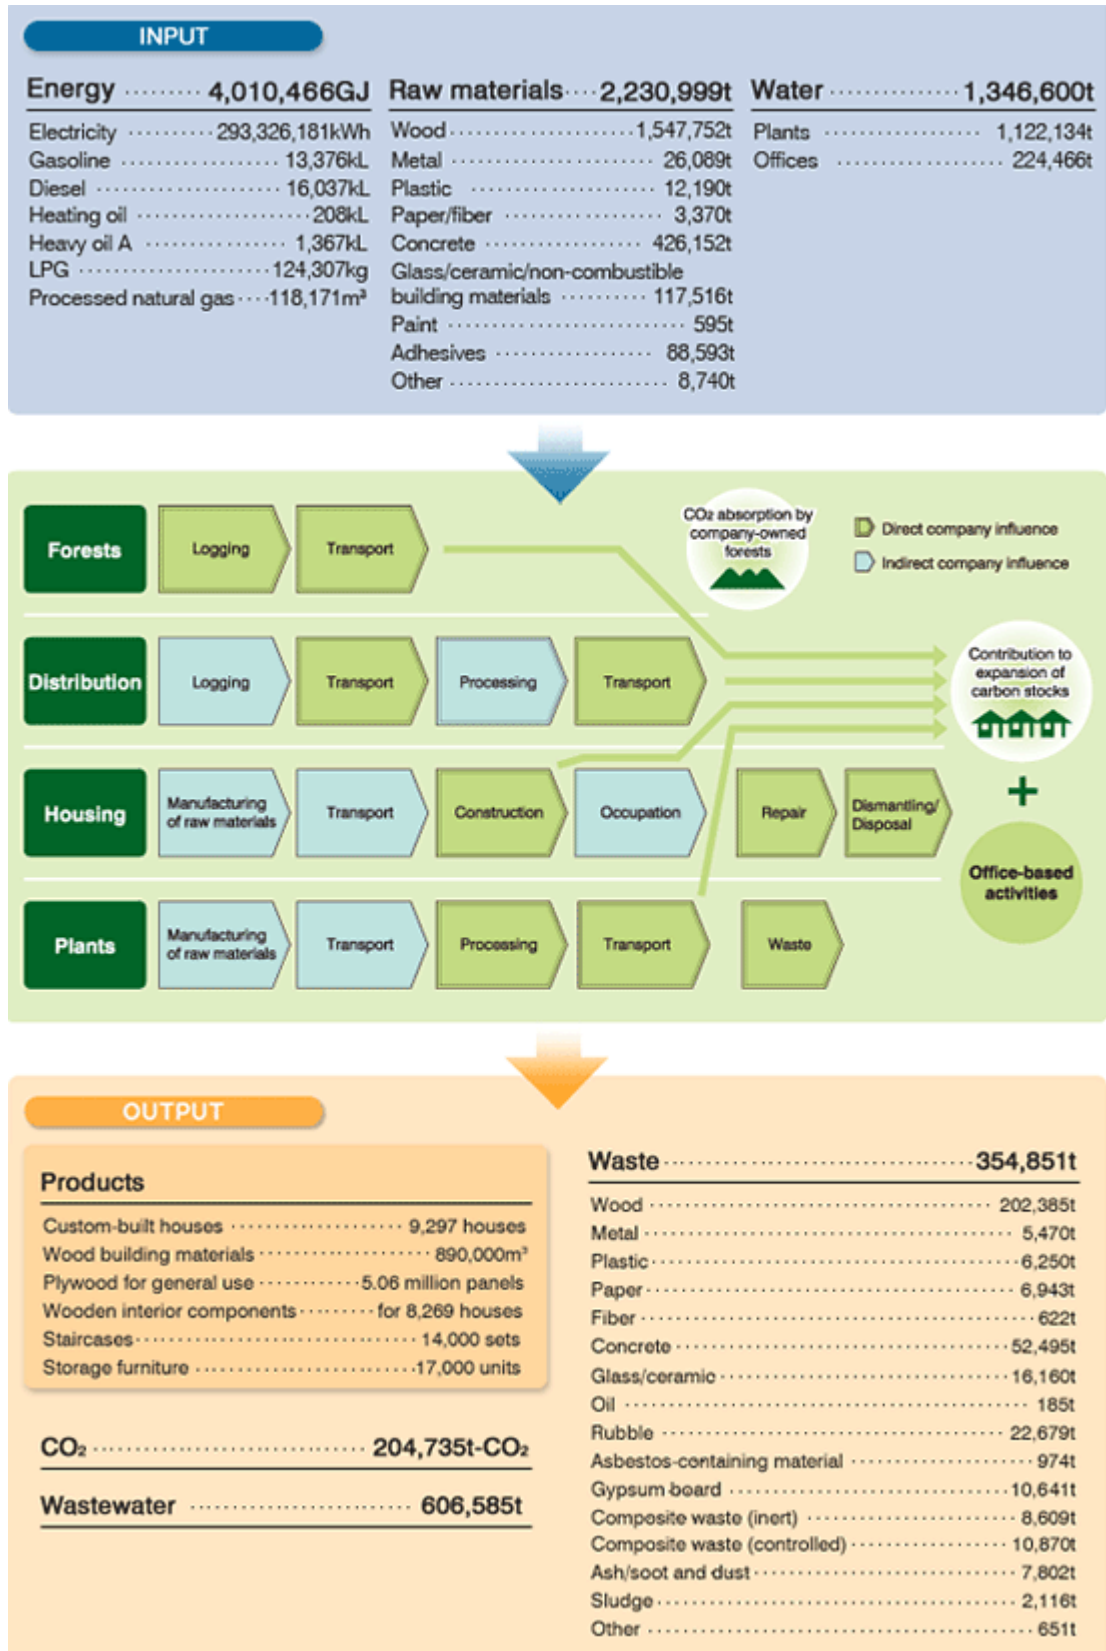 INPUT
Energy ········· 4,010,466GJ
Electricity ·········· 293,326,181kWh
Gasoline ·················· 13,376kL
Diesel ····················· 16,037kL
Heating oil ···················· 208kL
Heavy oil A ················ 1,367kL
LPG ······················ 124,307kg
Processed natural gas ···· 118,171m³
Raw materials ···· 2,230,999t
Wood ······················ 1,547,752t
Metal ······················· 26,089t
Plastic ····················· 12,190t
Paper/fiber ················· 3,370t
Concrete ·················· 426,152t
Glass/ceramic/non-combustible
building materials ·········· 117,516t
Paint ··························· 595t
Adhesives ·················· 88,593t
Other ························· 8,740t
Water ·············· 1,346,600t
Plants ·················· 1,122,134t
Offices ··················· 224,466t
CO₂ absorption by
company-owned
forests
Direct company influence
Indirect company influence
Forests
Logging
Transport
Distribution
Logging
Transport
Processing
Transport
Contribution to
expansion of
carbon stocks
Housing
Manufacturing
of raw materials
Transport
Construction
Occupation
Repair
Dismantling/
Disposal
+
Office-based
activities
Plants
Manufacturing
of raw materials
Transport
Processing
Transport
Waste
OUTPUT
Products
Custom-built houses ···················· 9,297 houses
Wood building materials ···················· 890,000m³
Plywood for general use ············ 5.06 million panels
Wooden interior components ········· for 8,269 houses
Staircases ································ 14,000 sets
Storage furniture ························· 17,000 units
CO₂ ······························ 204,735t-CO₂
Wastewater ························ 606,585t
Waste ·································· 354,851t
Wood ········································ 202,385t
Metal ·········································· 5,470t
Plastic ········································· 6,250t
Paper ·········································· 6,943t
Fiber ············································ 622t
Concrete ····································· 52,495t
Glass/ceramic ································ 16,160t
Oil ··············································· 185t
Rubble ········································ 22,679t
Asbestos-containing material ·················· 974t
Gypsum board ································ 10,641t
Composite waste (inert) ······················· 8,609t
Composite waste (controlled) ················· 10,870t
Ash/soot and dust ····························· 7,802t
Sludge ········································· 2,116t
Other ············································ 651t